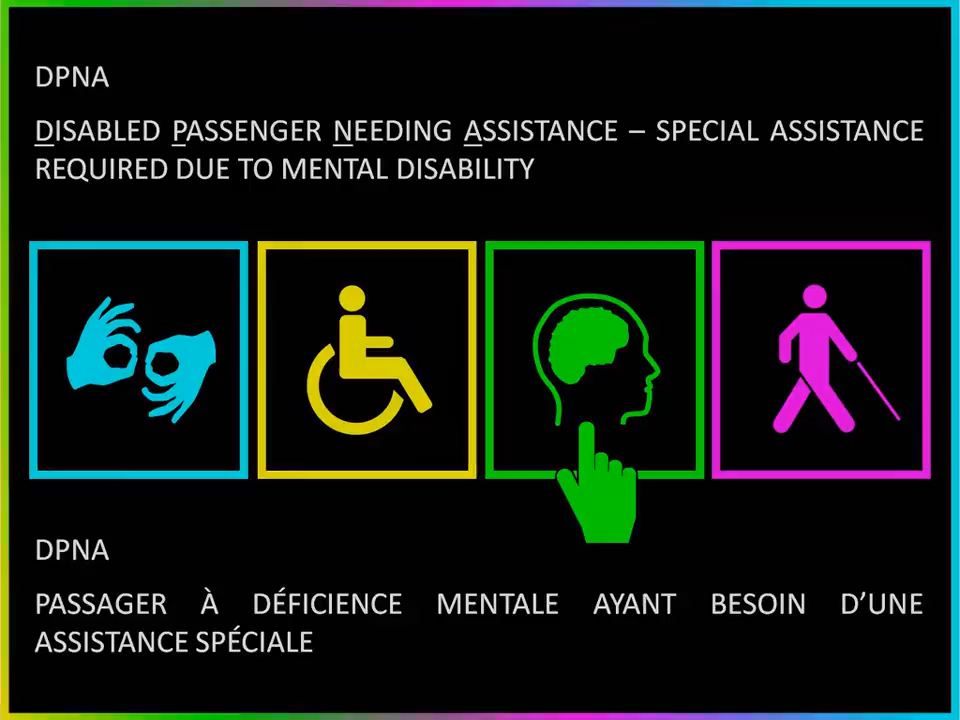 DPNA
DISABLED PASSENGER NEEDING ASSISTANCE – SPECIAL ASSISTANCE
REQUIRED DUE TO MENTAL DISABILITY
DPNA
PASSAGER À DÉFICIENCE MENTALE AYANT BESOIN D’UNE
ASSISTANCE SPÉCIALE